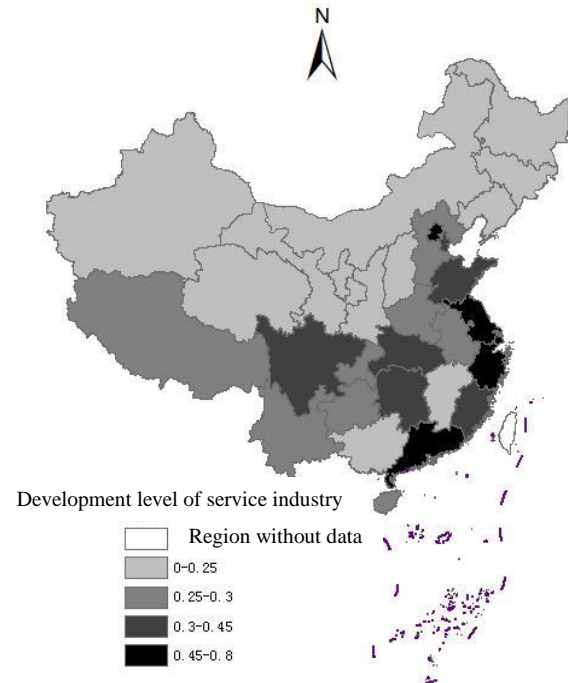 N
Development level of service industry
Region without data
0-0.25
0.25-0.3
0.3-0.45
0.45-0.8